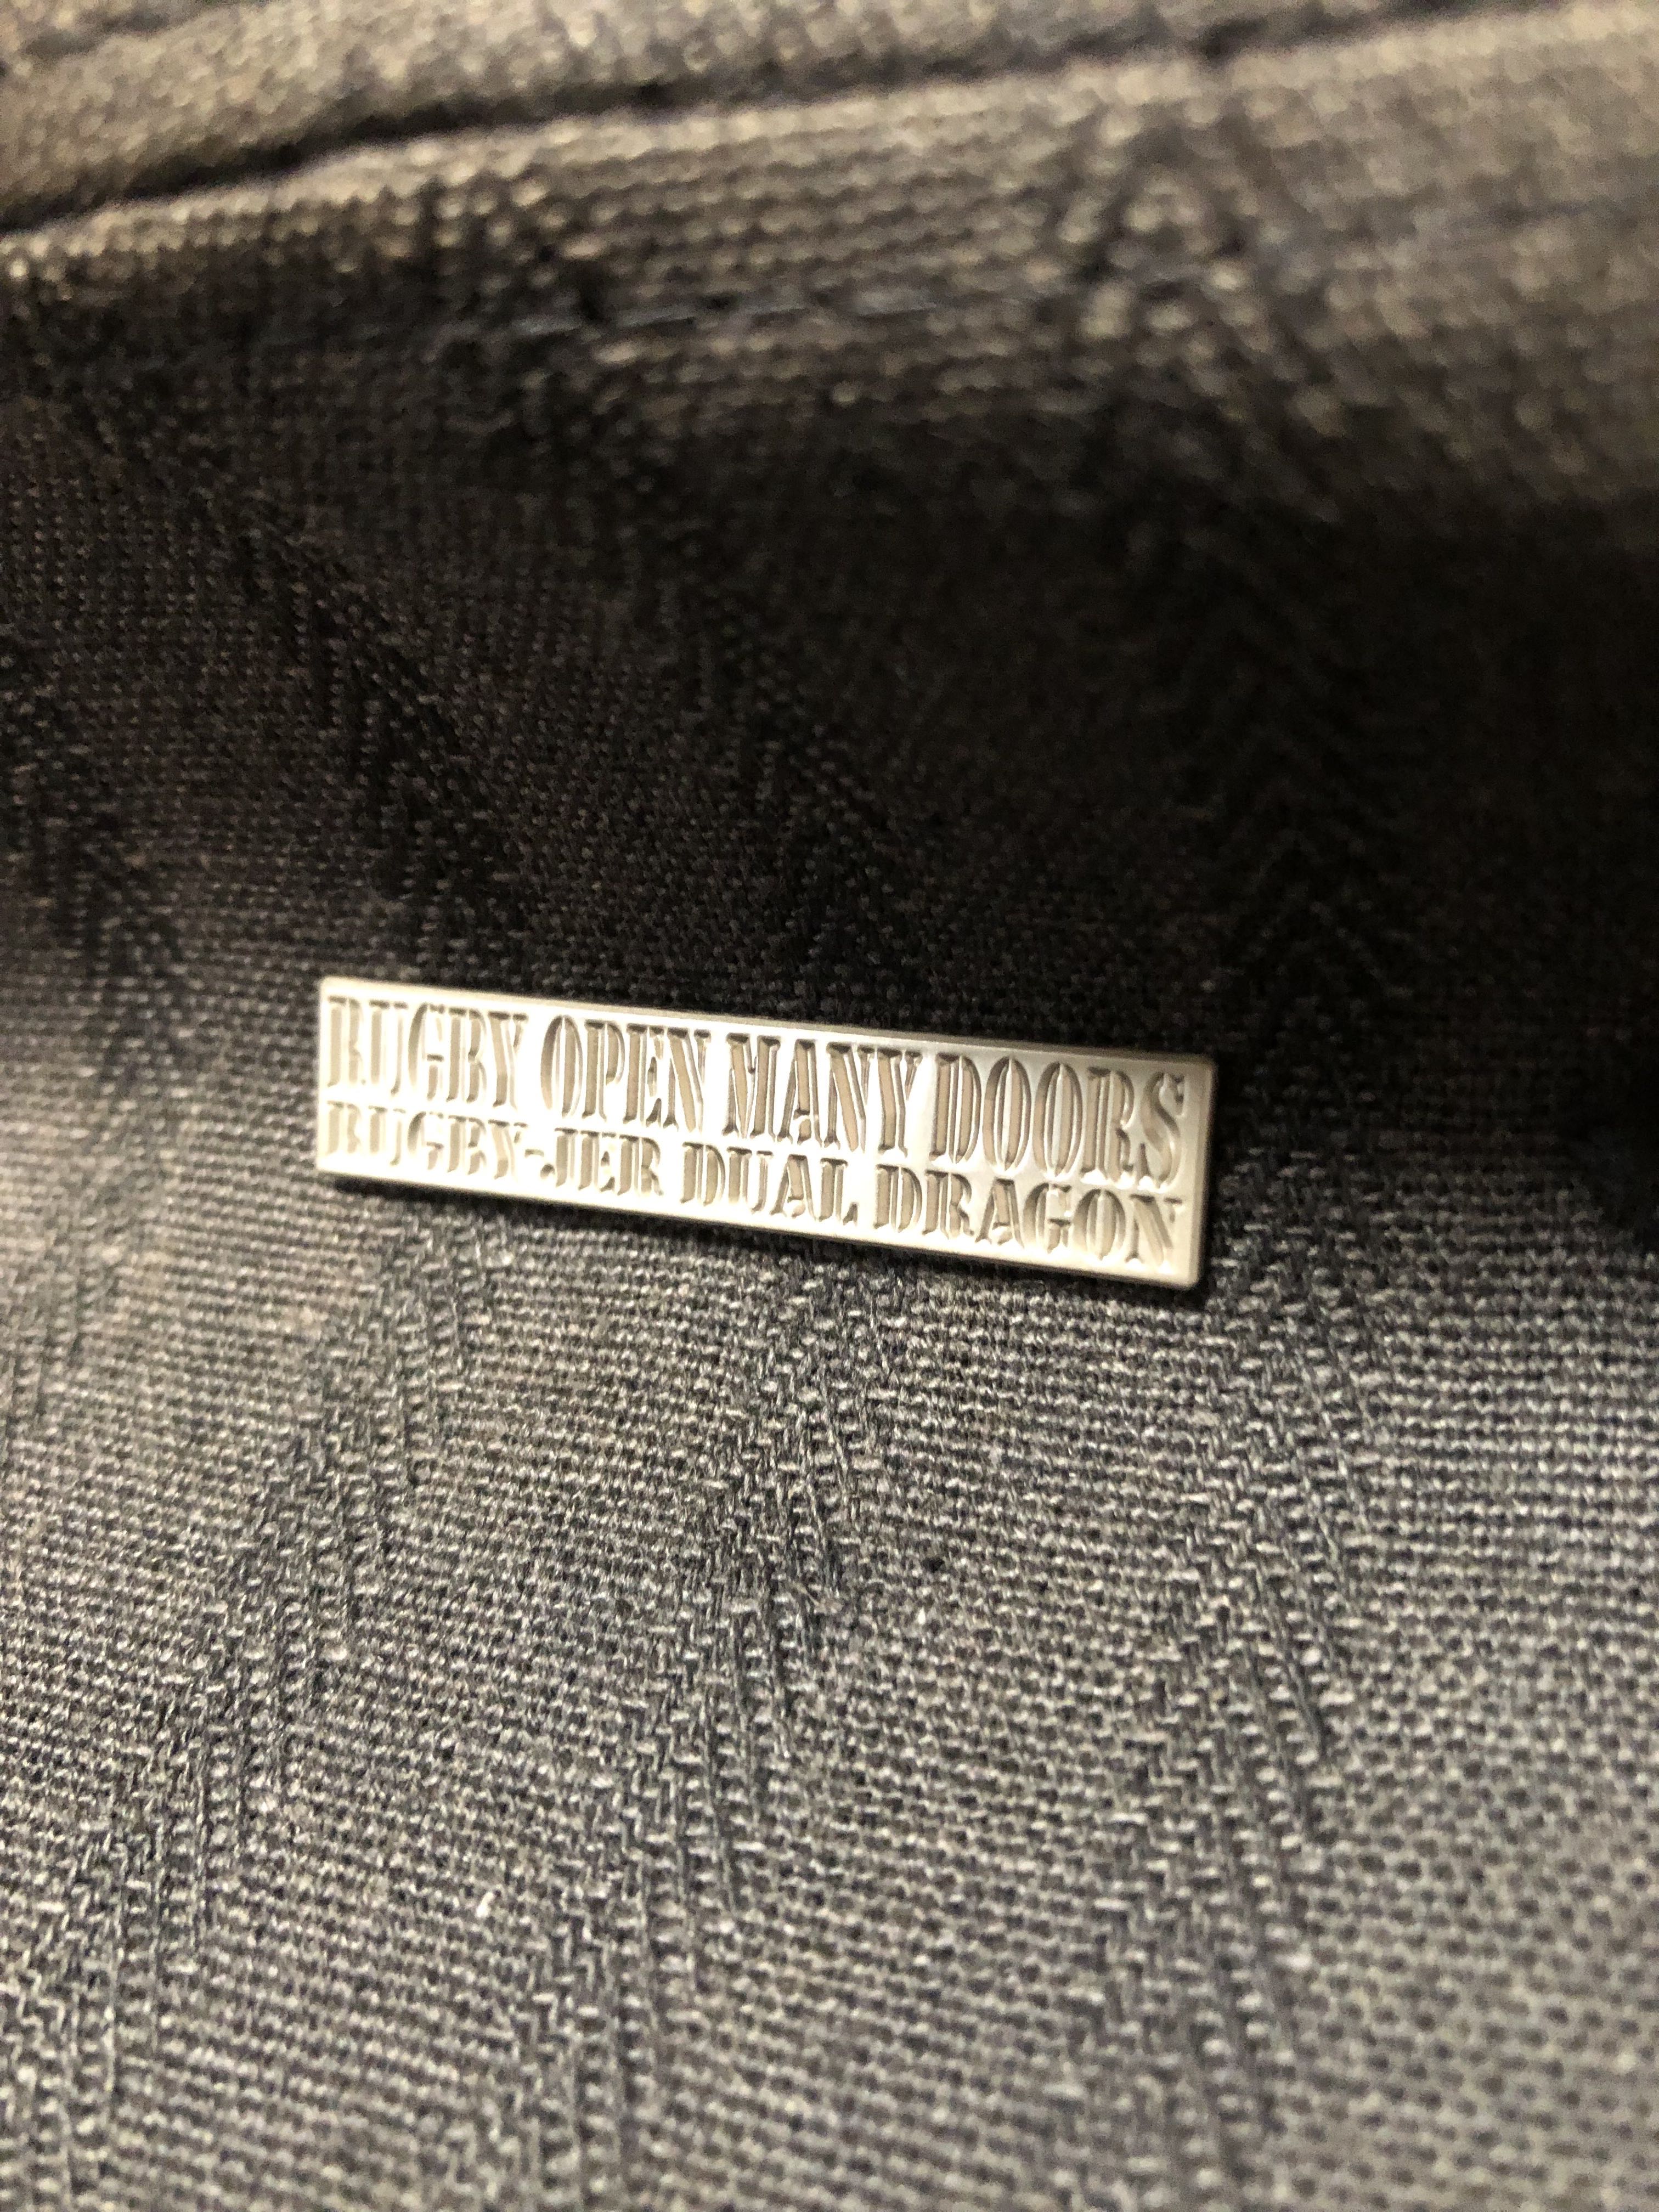 RUGBY OPEN MANY DOORS
RUGBY-JER DUAL DRAGON